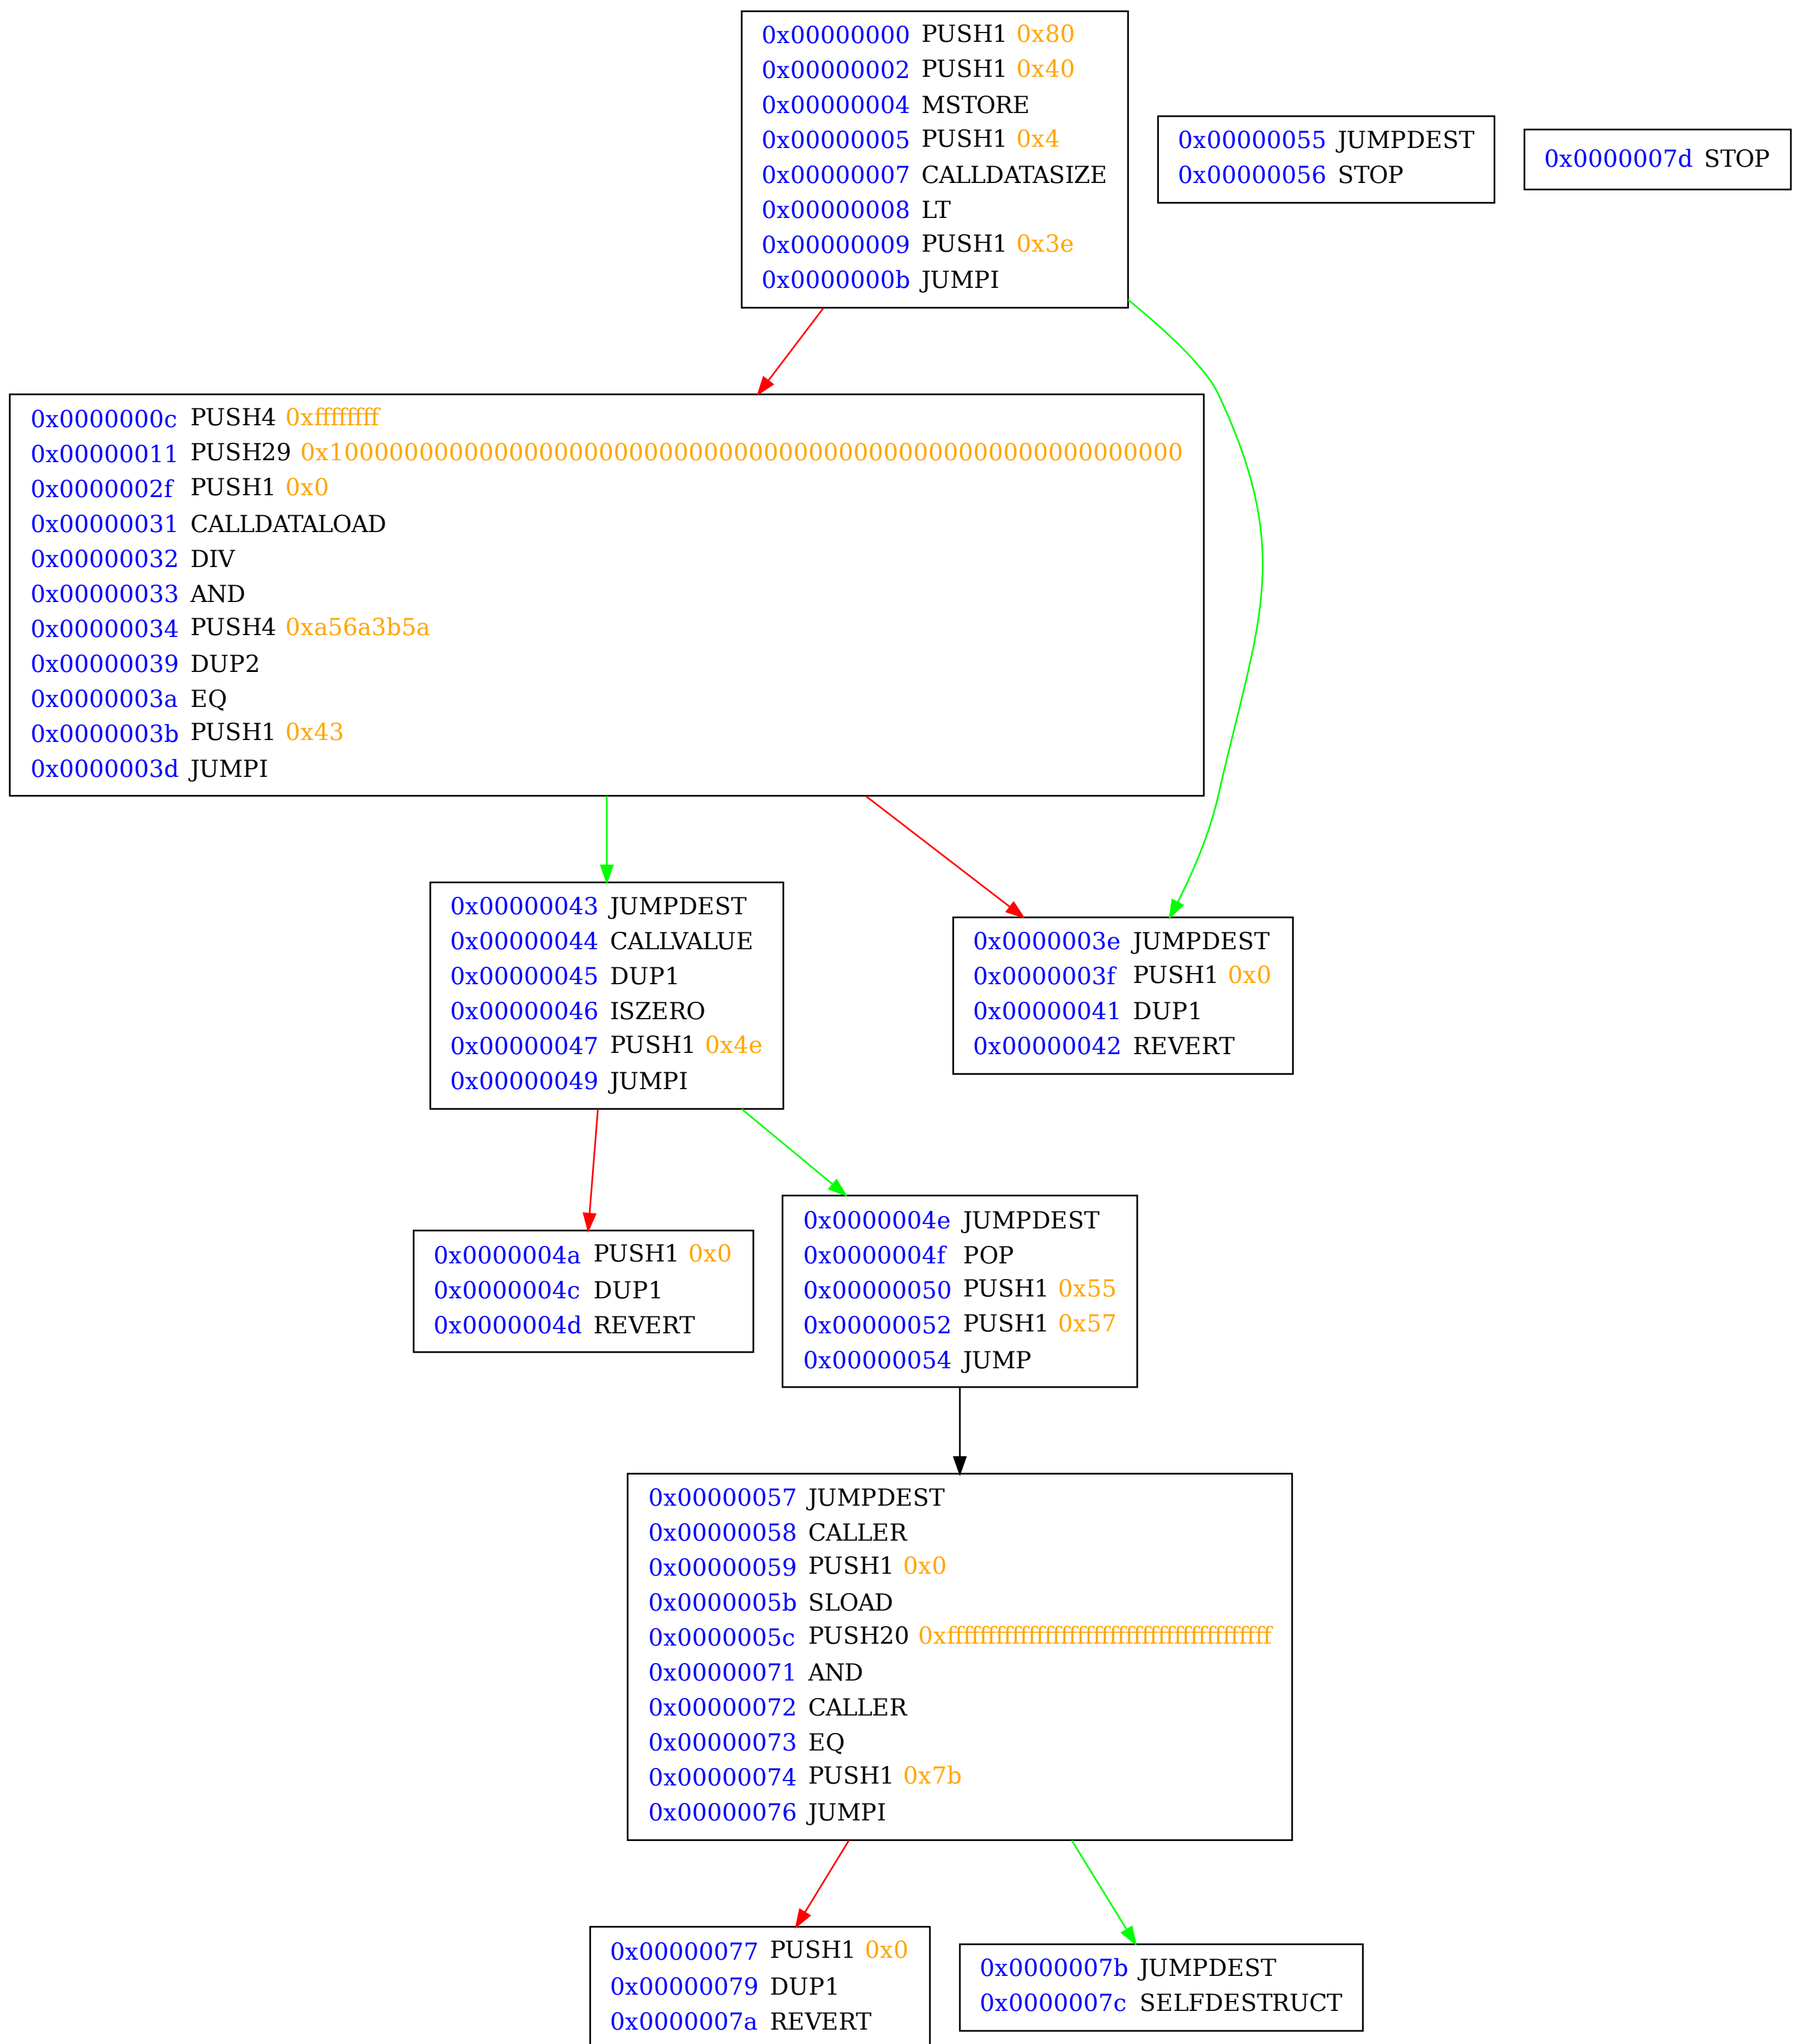 0x00000000 PUSH1 0x80
0x00000002 PUSH1 0x40
0x00000004 MSTORE
0x00000005 PUSH1 0x4
0x00000007 CALLDATASIZE
0x00000008 LT
0x00000009 PUSH1 0x3e
0x0000000b JUMPI
0x00000055 JUMPDEST
0x00000056 STOP
0x0000007d STOP
0x0000000c PUSH4 0xffffffff
0x00000011 PUSH29 0x100000000000000000000000000000000000000000000000000000000
0x0000002f PUSH1 0x0
0x00000031 CALLDATALOAD
0x00000032 DIV
0x00000033 AND
0x00000034 PUSH4 0xa56a3b5a
0x00000039 DUP2
0x0000003a EQ
0x0000003b PUSH1 0x43
0x0000003d JUMPI
0x00000043 JUMPDEST
0x00000044 CALLVALUE
0x00000045 DUP1
0x00000046 ISZERO
0x00000047 PUSH1 0x4e
0x00000049 JUMPI
0x0000003e JUMPDEST
0x0000003f PUSH1 0x0
0x00000041 DUP1
0x00000042 REVERT
0x0000004a PUSH1 0x0
0x0000004c DUP1
0x0000004d REVERT
0x0000004e JUMPDEST
0x0000004f POP
0x00000050 PUSH1 0x55
0x00000052 PUSH1 0x57
0x00000054 JUMP
0x00000057 JUMPDEST
0x00000058 CALLER
0x00000059 PUSH1 0x0
0x0000005b SLOAD
0x0000005c PUSH20 0xffffffffffffffffffffffffffffffffffffffff
0x00000071 AND
0x00000072 CALLER
0x00000073 EQ
0x00000074 PUSH1 0x7b
0x00000076 JUMPI
0x00000077 PUSH1 0x0
0x00000079 DUP1
0x0000007a REVERT
0x0000007b JUMPDEST
0x0000007c SELFDESTRUCT